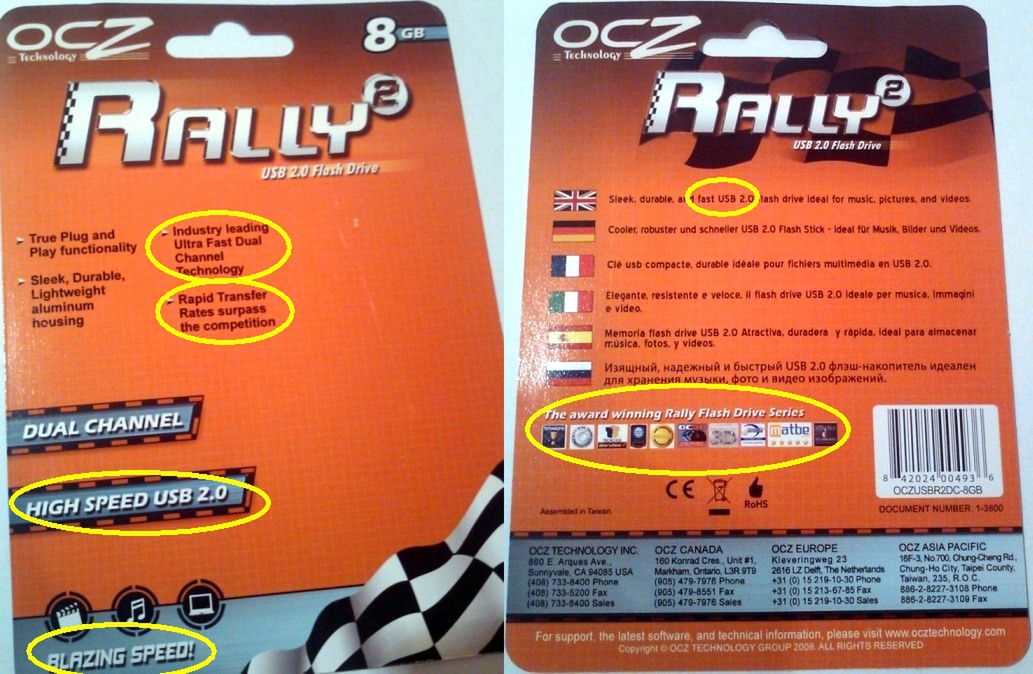 OCZ
Technology
8 GB
RALLY2
USB 2.0 Flash Drive
True Plug and
Play functionality
Sleek, Durable,
Lightweight
aluminum
housing
Industry leading
Ultra Fast Dual
Channel
Technology
Rapid Transfer
Rates surpass
the competition
DUAL CHANNEL
HIGH SPEED USB 2.0
BLAZING SPEED!
OCZ
Technology
RALLY2
USB 2.0 Flash Drive
Sleek, durable, and fast USB 2.0 flash drive ideal for music, pictures, and videos.
Cooler, robuster und schneller USB 2.0 Flash Stick - ideal für Musik, Bilder und Videos.
Clé usb compacte, durable idéale pour fichiers multimédia en USB 2.0.
Elegante, resistente e veloce, il flash drive USB 2.0 ideale per musica, immagini
e video.
Memoria flash drive USB 2.0 Atractiva, duradera y rápida, ideal para almacenar
música, fotos, y videos.
Изящный, надежный и быстрый USB 2.0 флэш-накопитель идеален
для хранения музыки, фото и видео изображений.
The award winning Rally Flash Drive Series
matbe
8 42024 00493 6
OCZUSBR2DC-8GB
DOCUMENT NUMBER: 1-3800
CE
RoHS
Assembled in Taiwan.
OCZ TECHNOLOGY INC.
860 E. Arques Ave.,
Sunnyvale, CA 94085 USA
(408) 733-8400 Phone
(408) 733-5200 Fax
(408) 733-8400 Sales
OCZ CANADA
160 Konrad Cres., Unit #1,
Markham, Ontario, L3R 9T9
(905) 479-7976 Phone
(905) 479-8551 Fax
(905) 479-7976 Sales
OCZ EUROPE
Kleveringweg 23
2616 LZ Delft, The Netherlands
+31 (0) 15 219-10-30 Phone
+31 (0) 15 213-67-85 Fax
+31 (0) 15 219-10-30 Sales
OCZ ASIA PACIFIC
16F-3, No.700, Chung-Cheng Rd.,
Chung-Ho City, Taipei County,
Taiwan, 235, R.O.C.
886-2-8227-3108 Phone
886-2-8227-3109 Fax
For support, the latest software, and technical information, please visit www.ocztechnology.com
Copyright © OCZ TECHNOLOGY GROUP 2008 ALL RIGHTS RESERVED